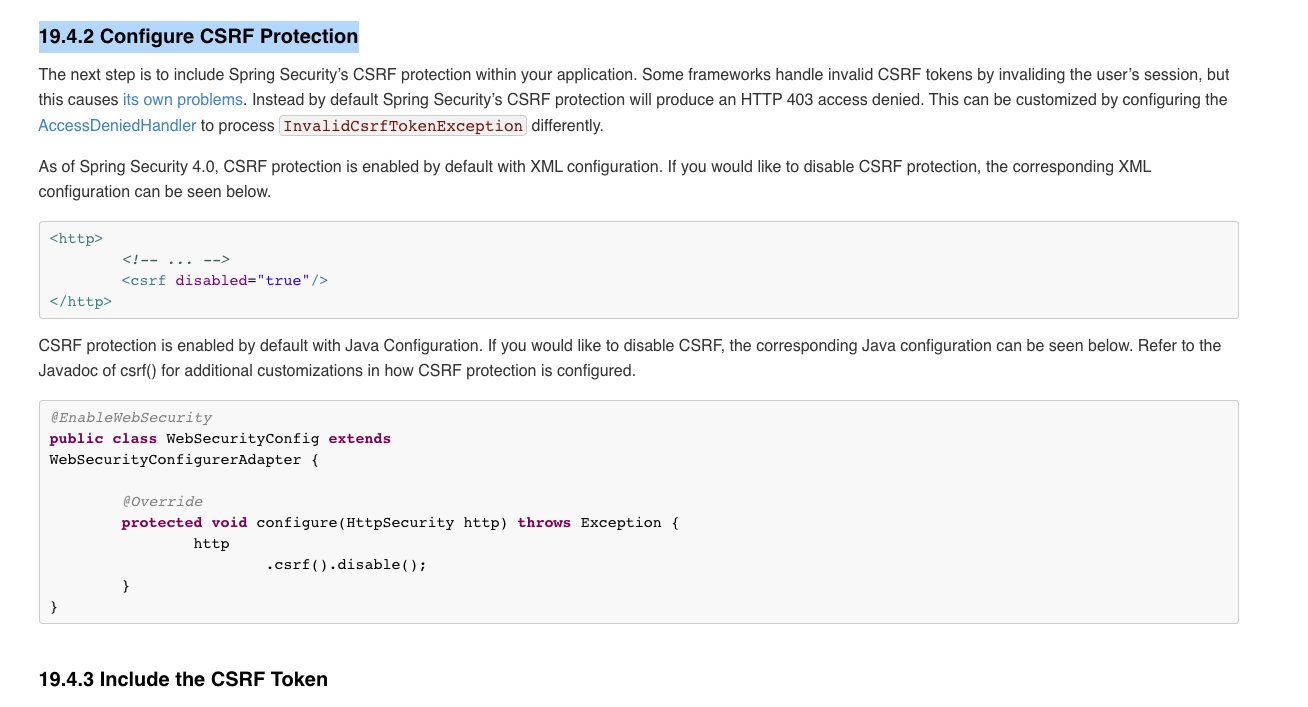 19.4.2 Configure CSRF Protection
The next step is to include Spring Security’s CSRF protection within your application. Some frameworks handle invalid CSRF tokens by invaliding the user’s session, but
this causes its own problems. Instead by default Spring Security’s CSRF protection will produce an HTTP 403 access denied. This can be customized by configuring the
AccessDeniedHandler to process InvalidCsrfTokenException differently.
As of Spring Security 4.0, CSRF protection is enabled by default with XML configuration. If you would like to disable CSRF protection, the corresponding XML
configuration can be seen below.
<http>
        <!-- ... -->
        <csrf disabled="true"/>
</http>
CSRF protection is enabled by default with Java Configuration. If you would like to disable CSRF, the corresponding Java configuration can be seen below. Refer to the
Javadoc of csrf() for additional customizations in how CSRF protection is configured.
@EnableWebSecurity
public class WebSecurityConfig extends
WebSecurityConfigurerAdapter {
        @Override
        protected void configure(HttpSecurity http) throws Exception {
                http
                        .csrf().disable();
        }
}
19.4.3 Include the CSRF Token